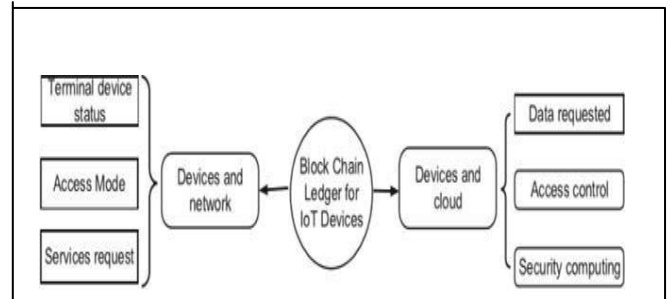 Terminal device
status
Access Mode
Services request
Devices and
network
Block Chain
Ledger for
IoT Devices
Devices and
cloud
Data requested
Access control
Security computing